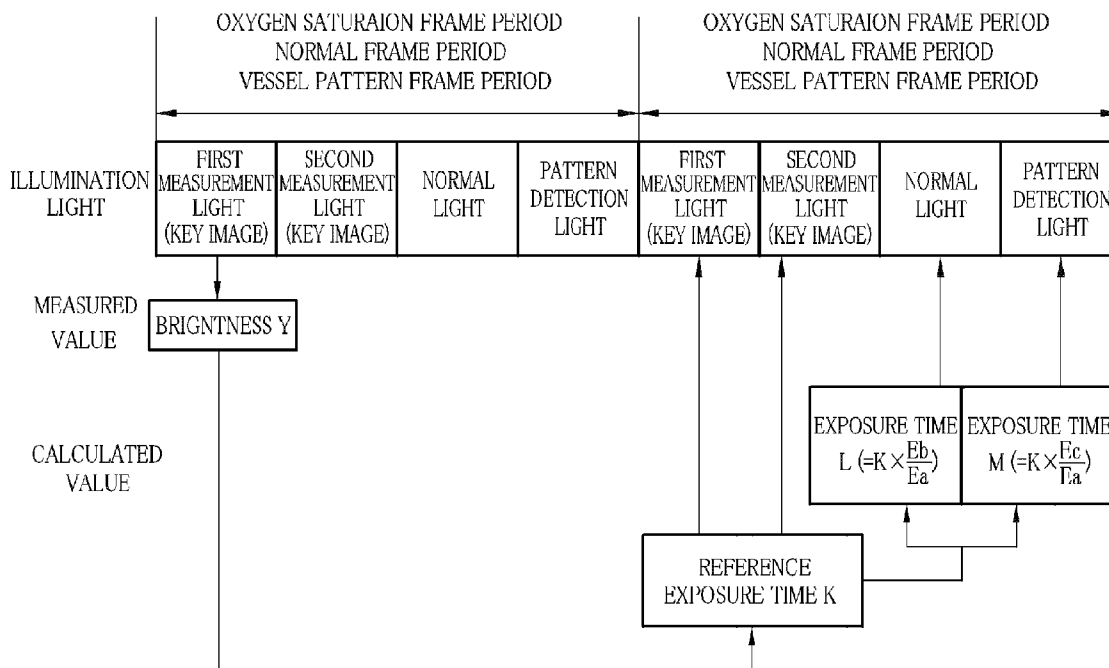 OXYGEN SATURAION FRAME PERIOD
NORMAL FRAME PERIOD
VESSEL PATTERN FRAME PERIOD
OXYGEN SATURAION FRAME PERIOD
NORMAL FRAME PERIOD
VESSEL PATTERN FRAME PERIOD
ILLUMINATION
LIGHT
FIRST
MEASUREMENT
LIGHT
(KEY IMAGE)
SECOND
MEASUREMENT
LIGHT
(KEY IMAGE)
NORMAL
LIGHT
PATTERN
DETECTION
LIGHT
FIRST
MEASUREMENT
LIGHT
(KEY IMAGE)
SECOND
MEASUREMENT
LIGHT
(KEY IMAGE)
NORMAL
LIGHT
PATTERN
DETECTION
LIGHT
MEASURED
VALUE
BRIGNTNESS Y
CALCULATED
VALUE
EXPOSURE TIME
L (=K × Eb/Ea)
EXPOSURE TIME
M (=K × Ec/Ea)
REFERENCE
EXPOSURE TIME K